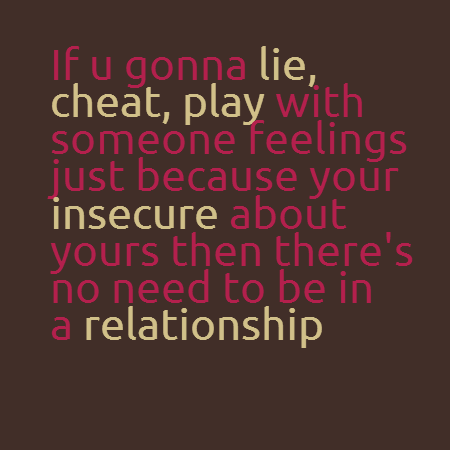 If u gonna lie,
cheat, play with
someone feelings
just because your
insecure about
yours then there's
no need to be in
a relationship